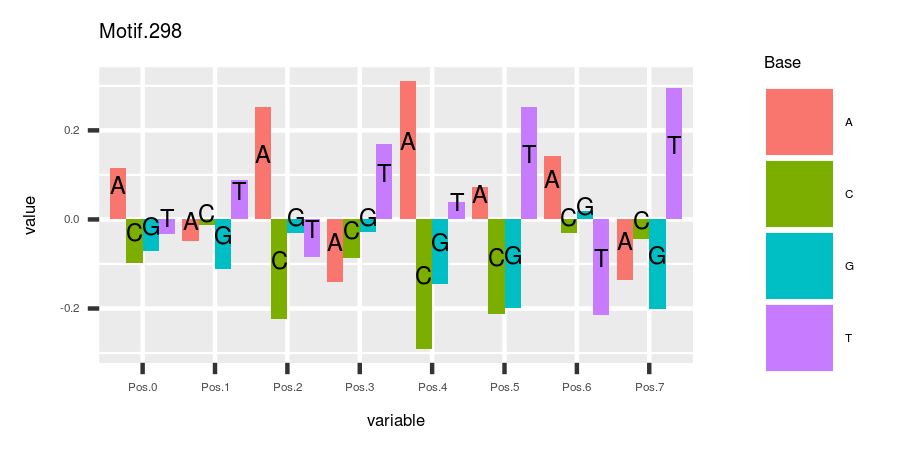 Motif.298
Base
A
C
G
T
value
0.2
0.0
-0.2
A C G T
A C G T
A C G T
A C G T
A C G T
A C G T
A C G T
A C G T
Pos.0 Pos.1 Pos.2 Pos.3 Pos.4 Pos.5 Pos.6 Pos.7
variable